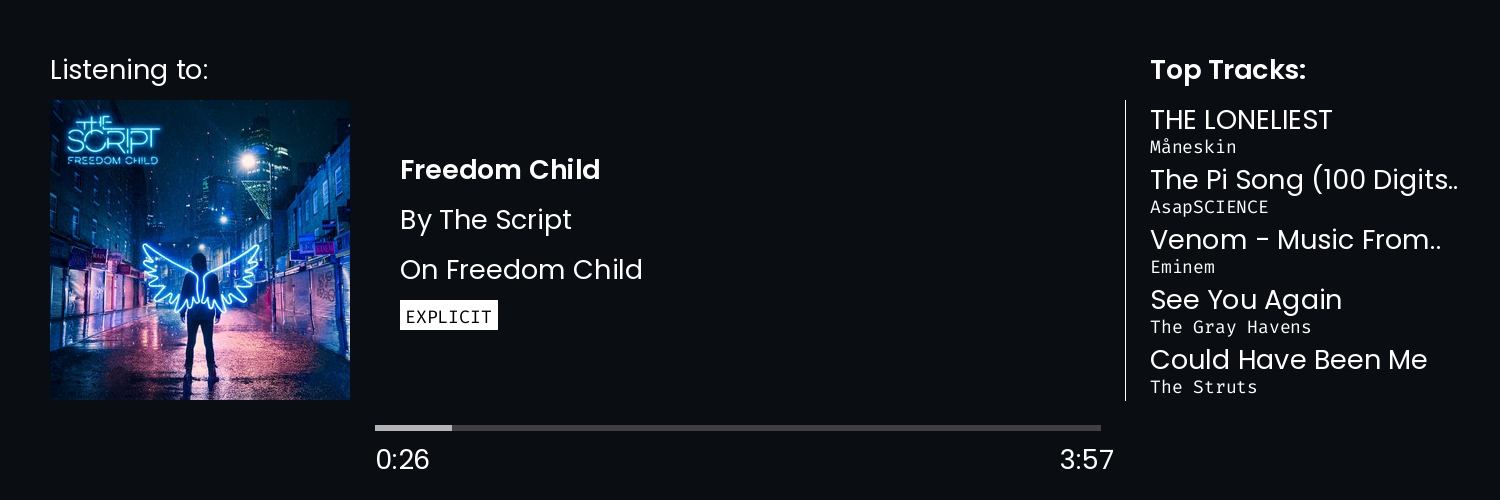 Listening to:
THE
SCRIPT
FREEDOM CHILD
Freedom Child
By The Script
On Freedom Child
EXPLICIT
0:26
3:57
Top Tracks:
THE LONELIEST
Måneskin
The Pi Song (100 Digits..
AsapSCIENCE
Venom - Music From..
Eminem
See You Again
The Gray Havens
Could Have Been Me
The Struts